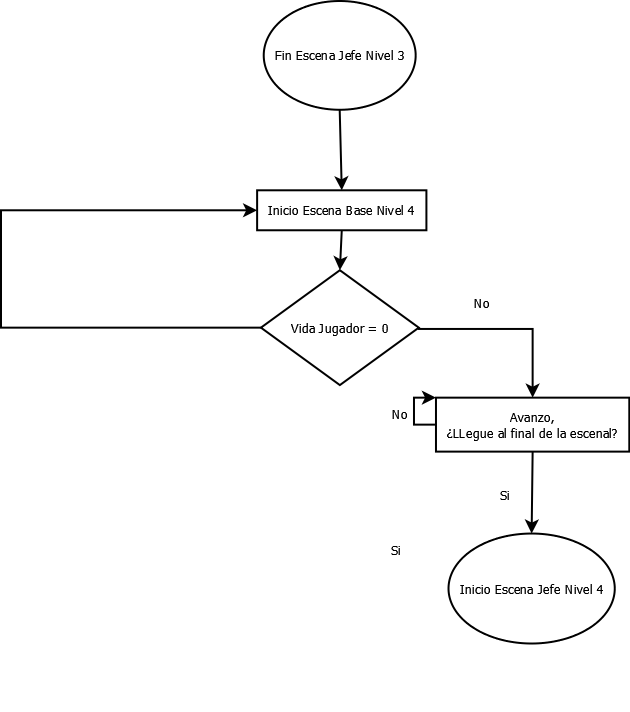 Fin Escena Jefe Nivel 3
Inicio Escena Base Nivel 4
Vida Jugador = 0
No
Avanzo,
¿LLegue al final de la escenal?
No
Si
Si
Inicio Escena Jefe Nivel 4